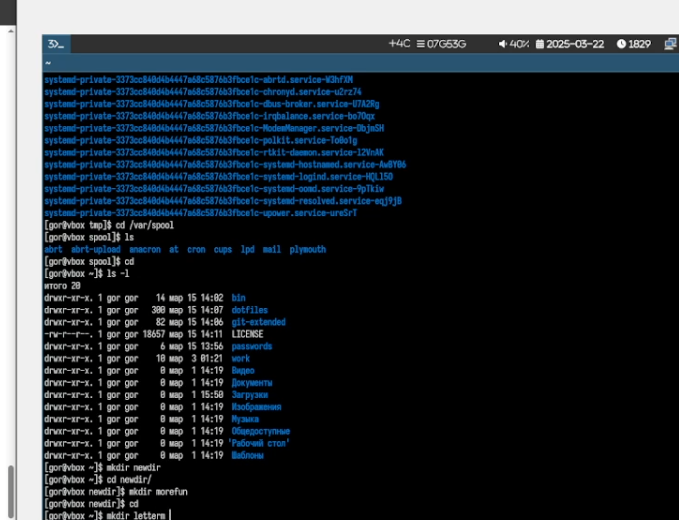 3
+4C ☰ 07G53G 40% 2025-03-22 1829
~
systemd-private-3373cc840d4b4447a68c5876b3fbce1c-abrtd.service-W3hfXM
systemd-private-3373cc840d4b4447a68c5876b3fbce1c-chronyd.service-u2rz74
systemd-private-3373cc840d4b4447a68c5876b3fbce1c-dbus-broker.service-U7A2Rg
systemd-private-3373cc840d4b4447a68c5876b3fbce1c-irqbalance.service-bo7Oqx
systemd-private-3373cc840d4b4447a68c5876b3fbce1c-ModemManager.service-DbjnSH
systemd-private-3373cc840d4b4447a68c5876b3fbce1c-polkit.service-To0o1g
systemd-private-3373cc840d4b4447a68c5876b3fbce1c-rtkit-daemon.service-l2VnAK
systemd-private-3373cc840d4b4447a68c5876b3fbce1c-systemd-hostnamed.service-AwBY06
systemd-private-3373cc840d4b4447a68c5876b3fbce1c-systemd-logind.service-HQLl5O
systemd-private-3373cc840d4b4447a68c5876b3fbce1c-systemd-oomd.service-9pTkiw
systemd-private-3373cc840d4b4447a68c5876b3fbce1c-systemd-resolved.service-eqj9jB
systemd-private-3373cc840d4b4447a68c5876b3fbce1c-upower.service-ureSrT
[gor@vbox tmp]$ cd /var/spool
[gor@vbox spool]$ ls
abrt abrt-upload anacron at cron cups lpd mail plymouth
[gor@vbox spool]$ cd
[gor@vbox ~]$ ls -l
итого 20
drwxr-xr-x. 1 gor gor 14 мар 15 14:02 bin
drwxr-xr-x. 1 gor gor 300 мар 15 14:07 dotfiles
drwxr-xr-x. 1 gor gor 82 мар 15 14:06 git-extended
-rw-r--r--. 1 gor gor 18657 мар 15 14:11 LICENSE
drwxr-xr-x. 1 gor gor 6 мар 15 13:56 passwords
drwxr-xr-x. 1 gor gor 10 мар 3 01:21 work
drwxr-xr-x. 1 gor gor 0 мар 1 14:19 Видео
drwxr-xr-x. 1 gor gor 0 мар 1 14:19 Документы
drwxr-xr-x. 1 gor gor 0 мар 1 15:50 Загрузки
drwxr-xr-x. 1 gor gor 0 мар 1 14:19 Изображения
drwxr-xr-x. 1 gor gor 0 мар 1 14:19 Музыка
drwxr-xr-x. 1 gor gor 0 мар 1 14:19 Общедоступные
drwxr-xr-x. 1 gor gor 0 мар 1 14:19 'Рабочий стол'
drwxr-xr-x. 1 gor gor 0 мар 1 14:19 Шаблоны
[gor@vbox ~]$ mkdir newdir
[gor@vbox ~]$ cd newdir/
[gor@vbox newdir]$ mkdir morefun
[gor@vbox newdir]$ cd
[gor@vbox ~]$ mkdir letterm